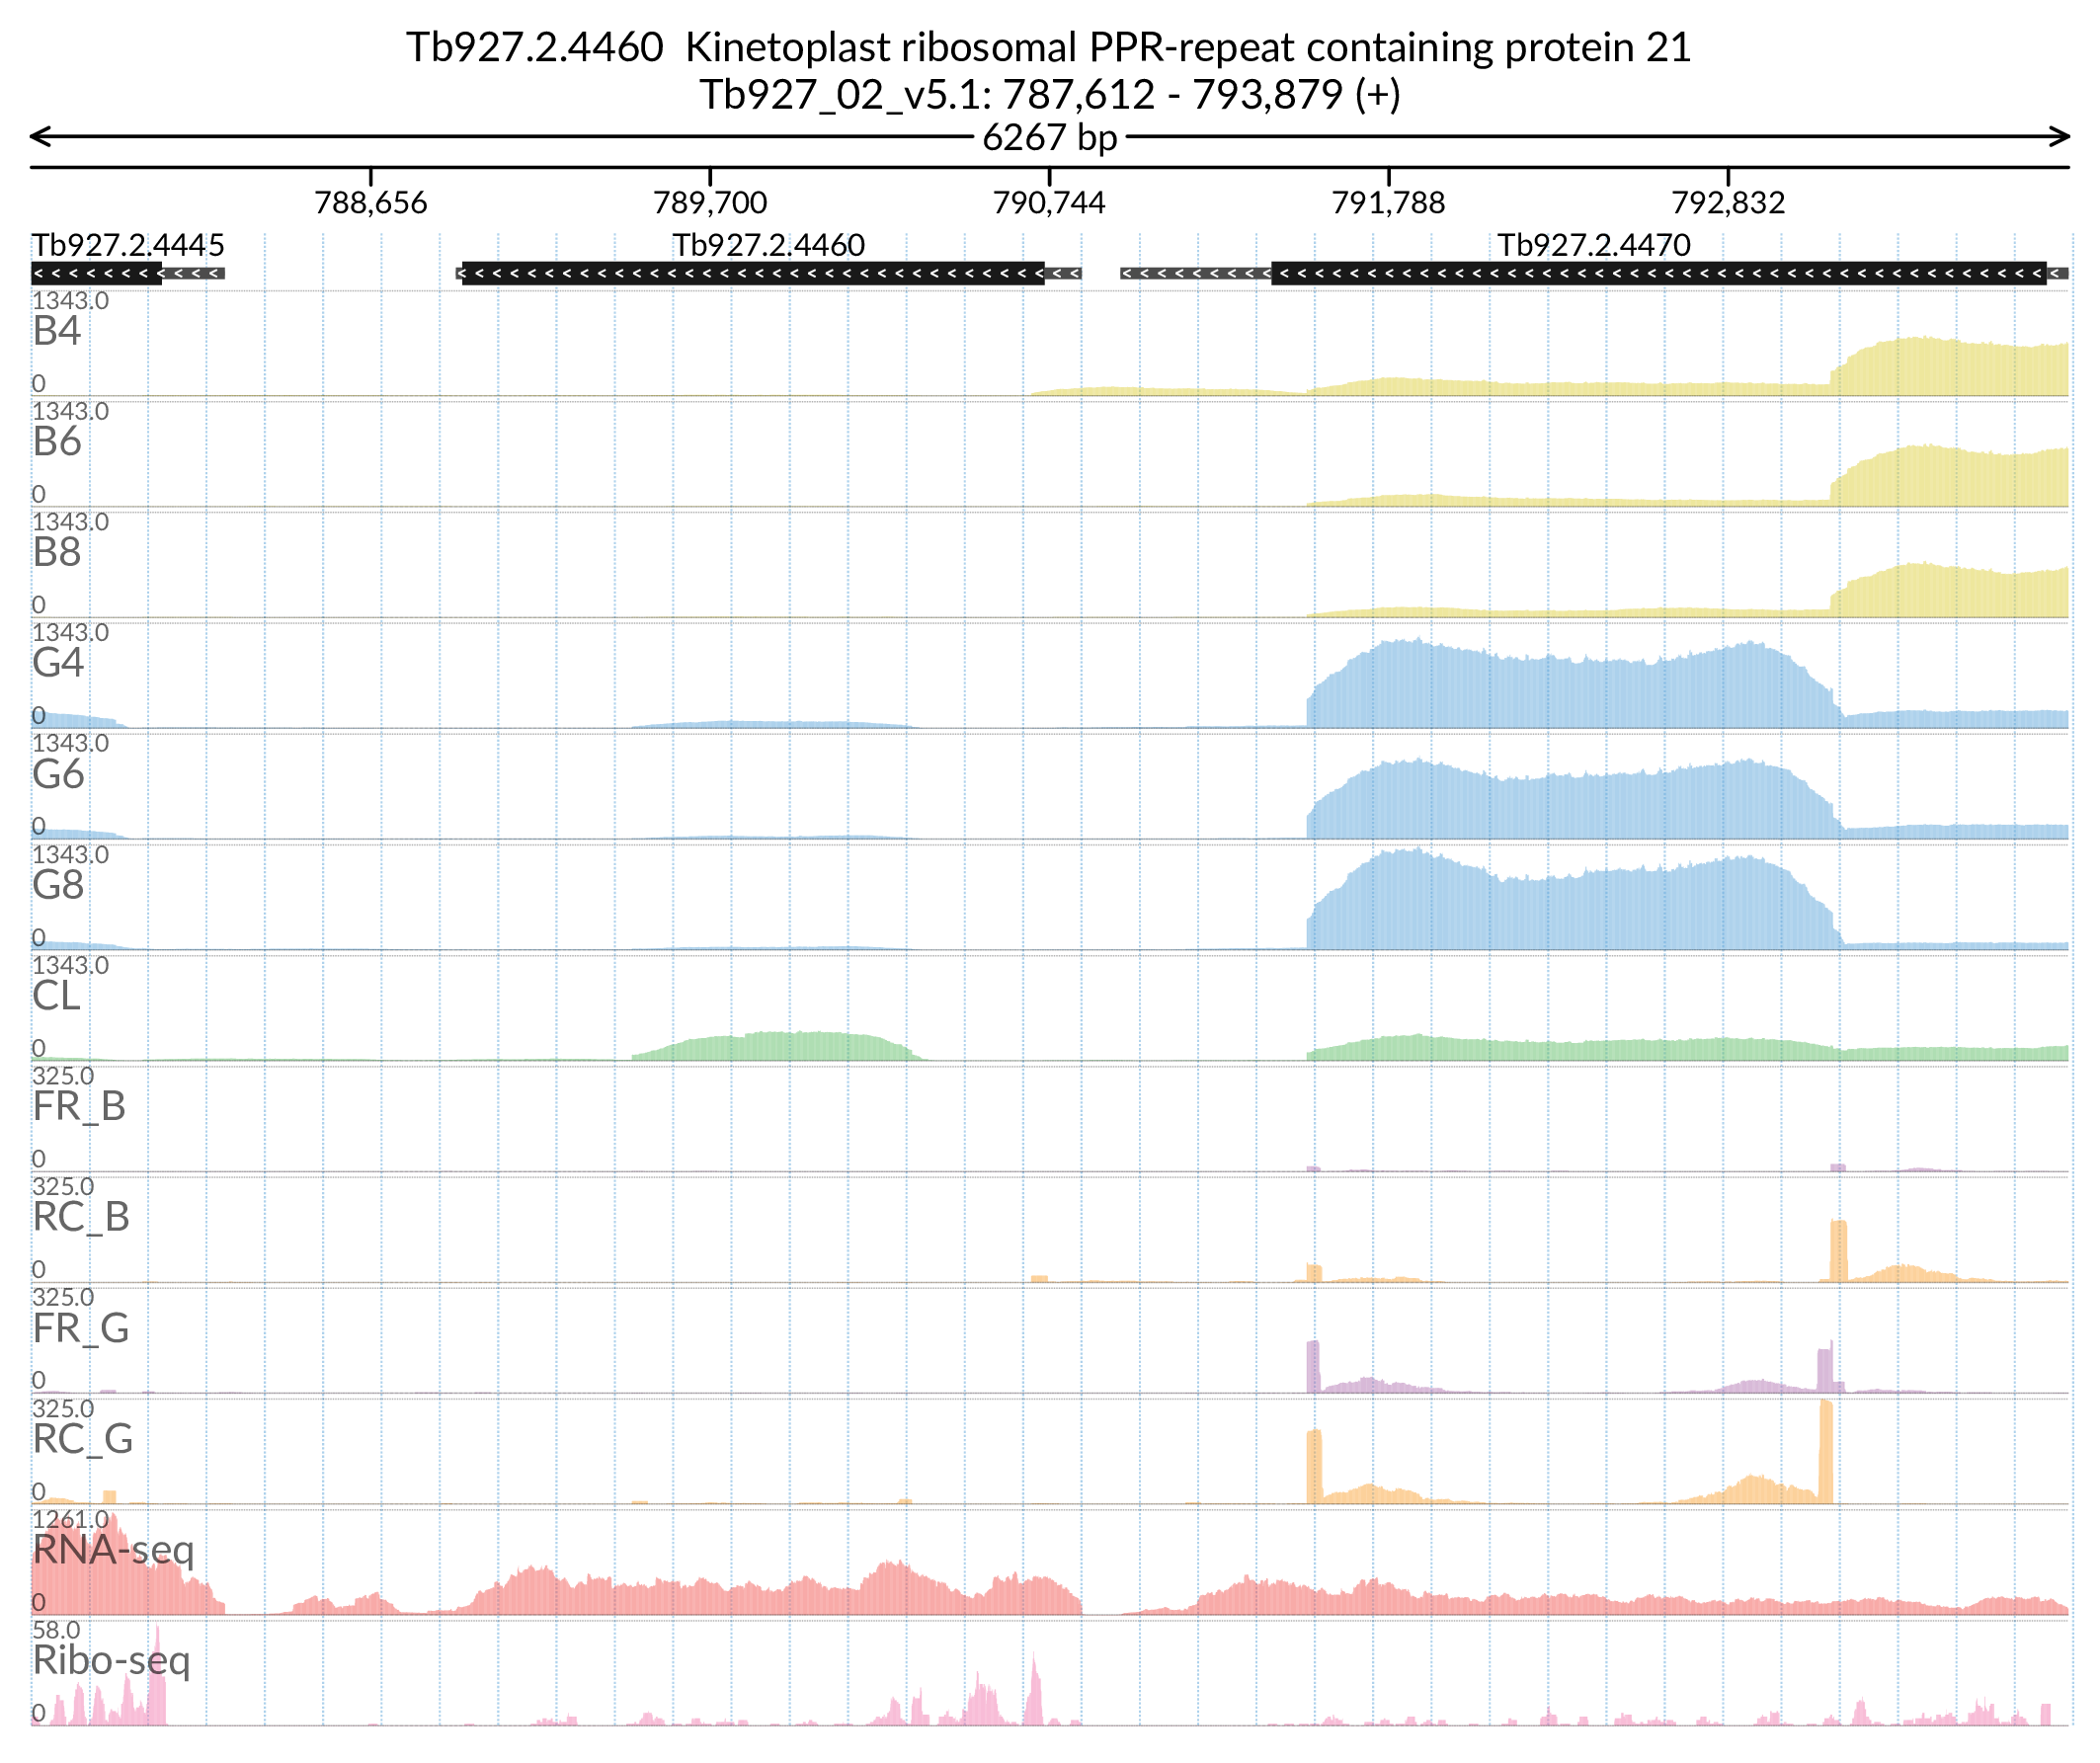 Tb927.2.4460  Kinetoplast ribosomal PPR-repeat containing protein 21
Tb927_02_v5.1: 787,612 - 793,879 (+)
6267 bp
788,656 789,700 790,744 791,788 792,832
Tb927.2.4445 Tb927.2.4460 Tb927.2.4470
1343.0
B4
0
1343.0
B6
0
1343.0
B8
0
1343.0
G4
0
1343.0
G6
0
1343.0
G8
0
1343.0
CL
0
325.0
FR_B
0
325.0
RC_B
0
325.0
FR_G
0
325.0
RC_G
0
1261.0
RNA-seq
0
58.0
Ribo-seq
0